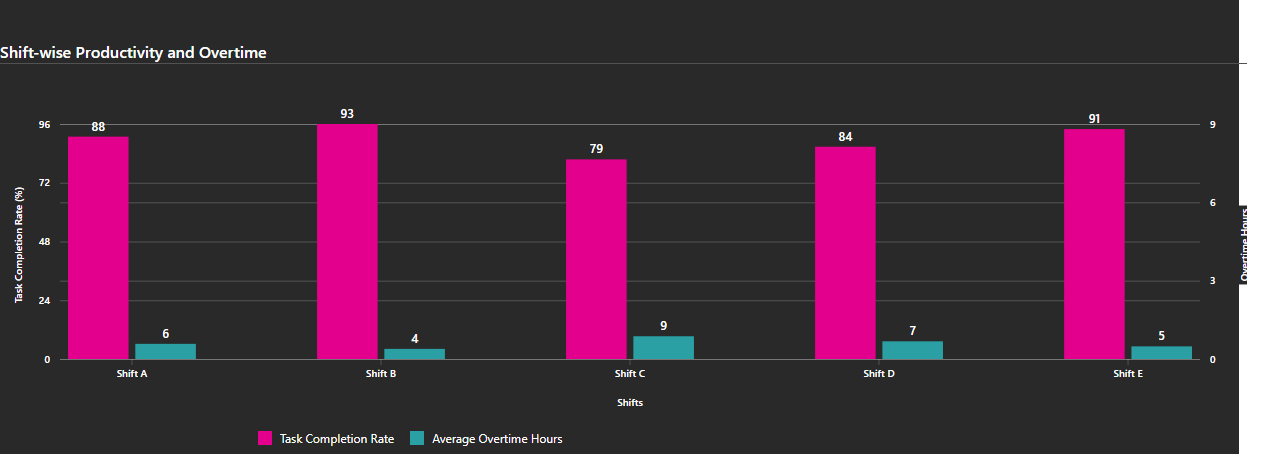 Shift-wise Productivity and Overtime
93
91
88
84
79
96
9
72
6
48
3
24
0
0
6
4
9
7
5
Task Completion Rate (%)
Overtime Hours
Shift A
Shift B
Shift C
Shift D
Shift E
Shifts
Task Completion Rate
Average Overtime Hours